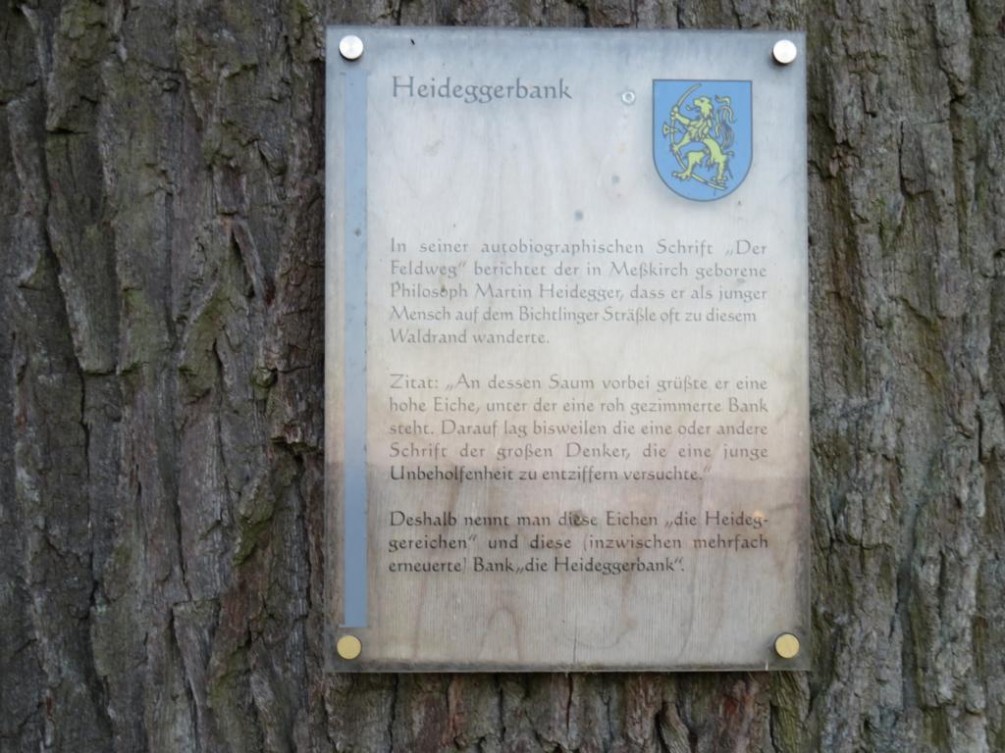 Heideggerbank
In seiner autobiographischen Schrift „Der
Feldweg“ berichtet der in Meßkirch geborene
Philosoph Martin Heidegger, dass er als junger
Mensch auf dem Bichtlinger Sträßle oft zu diesem
Waldrand wanderte.
Zitat: „An dessen Saum vorbei grüßte er eine
hohe Eiche, unter der eine roh gezimmerte Bank
steht. Darauf lag bisweilen die eine oder andere
Schrift der großen Denker, die eine junge
Unbeholfenheit zu entziffern versuchte.“
Deshalb nennt man diese Eichen „die Heideg-
gereichen“ und diese (inzwischen mehrfach
erneuerte) Bank „die Heideggerbank“.